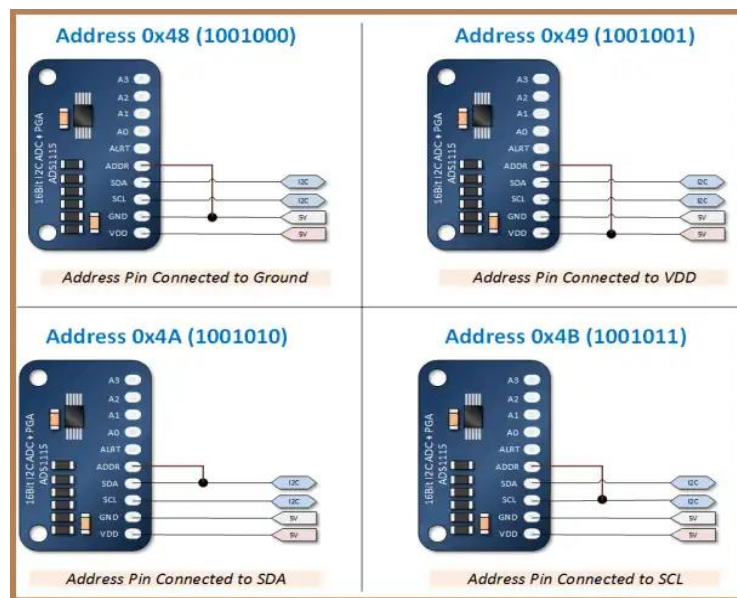 Address 0x48 (1001000)
A3
A2
A1
A0
ALRT
ADDR
SDA
SCL
GND
VDD
16Bit I2C ADC+PGA
ADS1115
I2C
I2C
5V
5V
Address Pin Connected to Ground
Address 0x49 (1001001)
A3
A2
A1
A0
ALRT
ADDR
SDA
SCL
GND
VDD
16Bit I2C ADC+PGA
ADS1115
I2C
I2C
5V
5V
Address Pin Connected to VDD
Address 0x4A (1001010)
A3
A2
A1
A0
ALRT
ADDR
SDA
SCL
GND
VDD
16Bit I2C ADC+PGA
ADS1115
I2C
I2C
5V
5V
Address Pin Connected to SDA
Address 0x4B (1001011)
A3
A2
A1
A0
ALRT
ADDR
SDA
SCL
GND
VDD
16Bit I2C ADC+PGA
ADS1115
I2C
I2C
5V
5V
Address Pin Connected to SCL